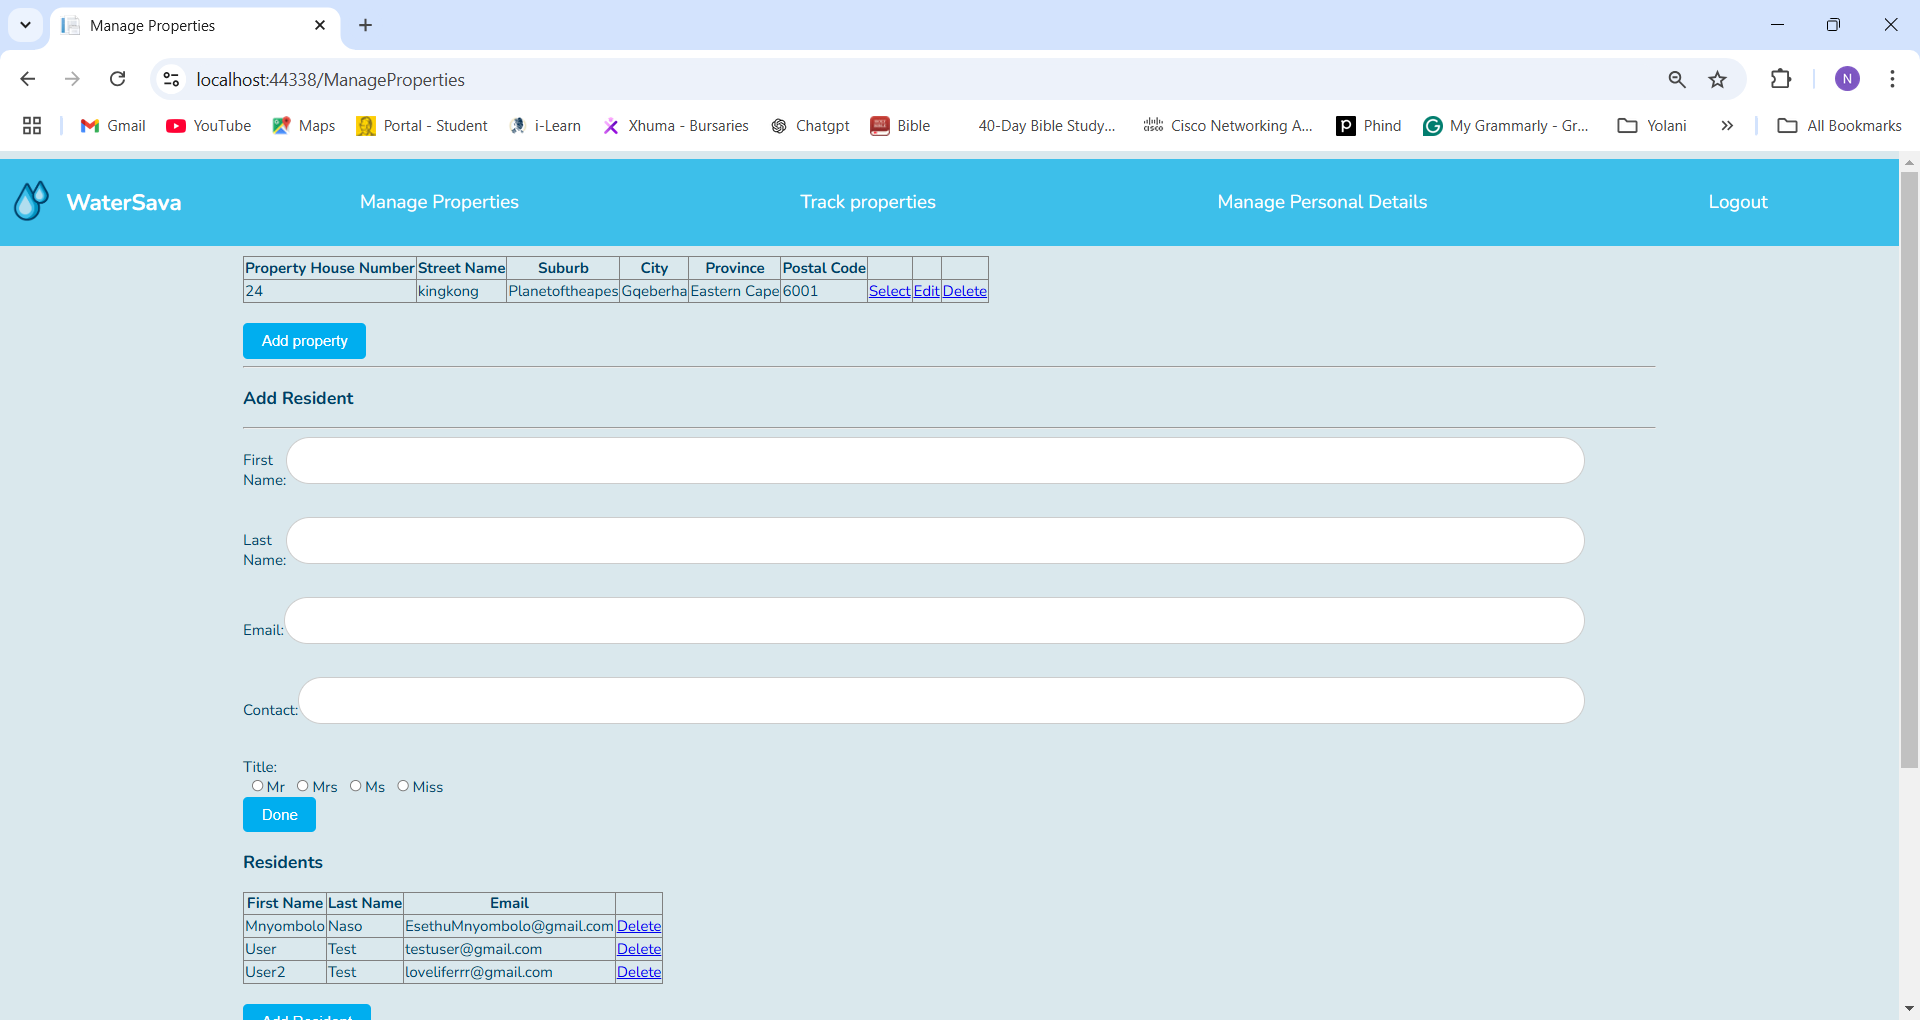 Manage Properties
localhost:44338/ManageProperties
N
Gmail YouTube Maps Portal - Student i-Learn Xhuma - Bursaries Chatgpt Bible 40-Day Bible Study... Cisco Networking A... Phind My Grammarly - Gr... Yolani All Bookmarks
WaterSava Manage Properties Track properties Manage Personal Details Logout
Property House Number Street Name Suburb City Province Postal Code
24 kingkong Planetoftheapes Gqeberha Eastern Cape 6001 Select Edit Delete
Add property
Add Resident
First
Name:
Last
Name:
Email:
Contact:
Title:
Mr Mrs Ms Miss
Done
Residents
First Name Last Name Email
Mnyombolo Naso EsethuMnyombolo@gmail.com Delete
User Test testuser@gmail.com Delete
User2 Test loveliferrr@gmail.com Delete
Add Resident